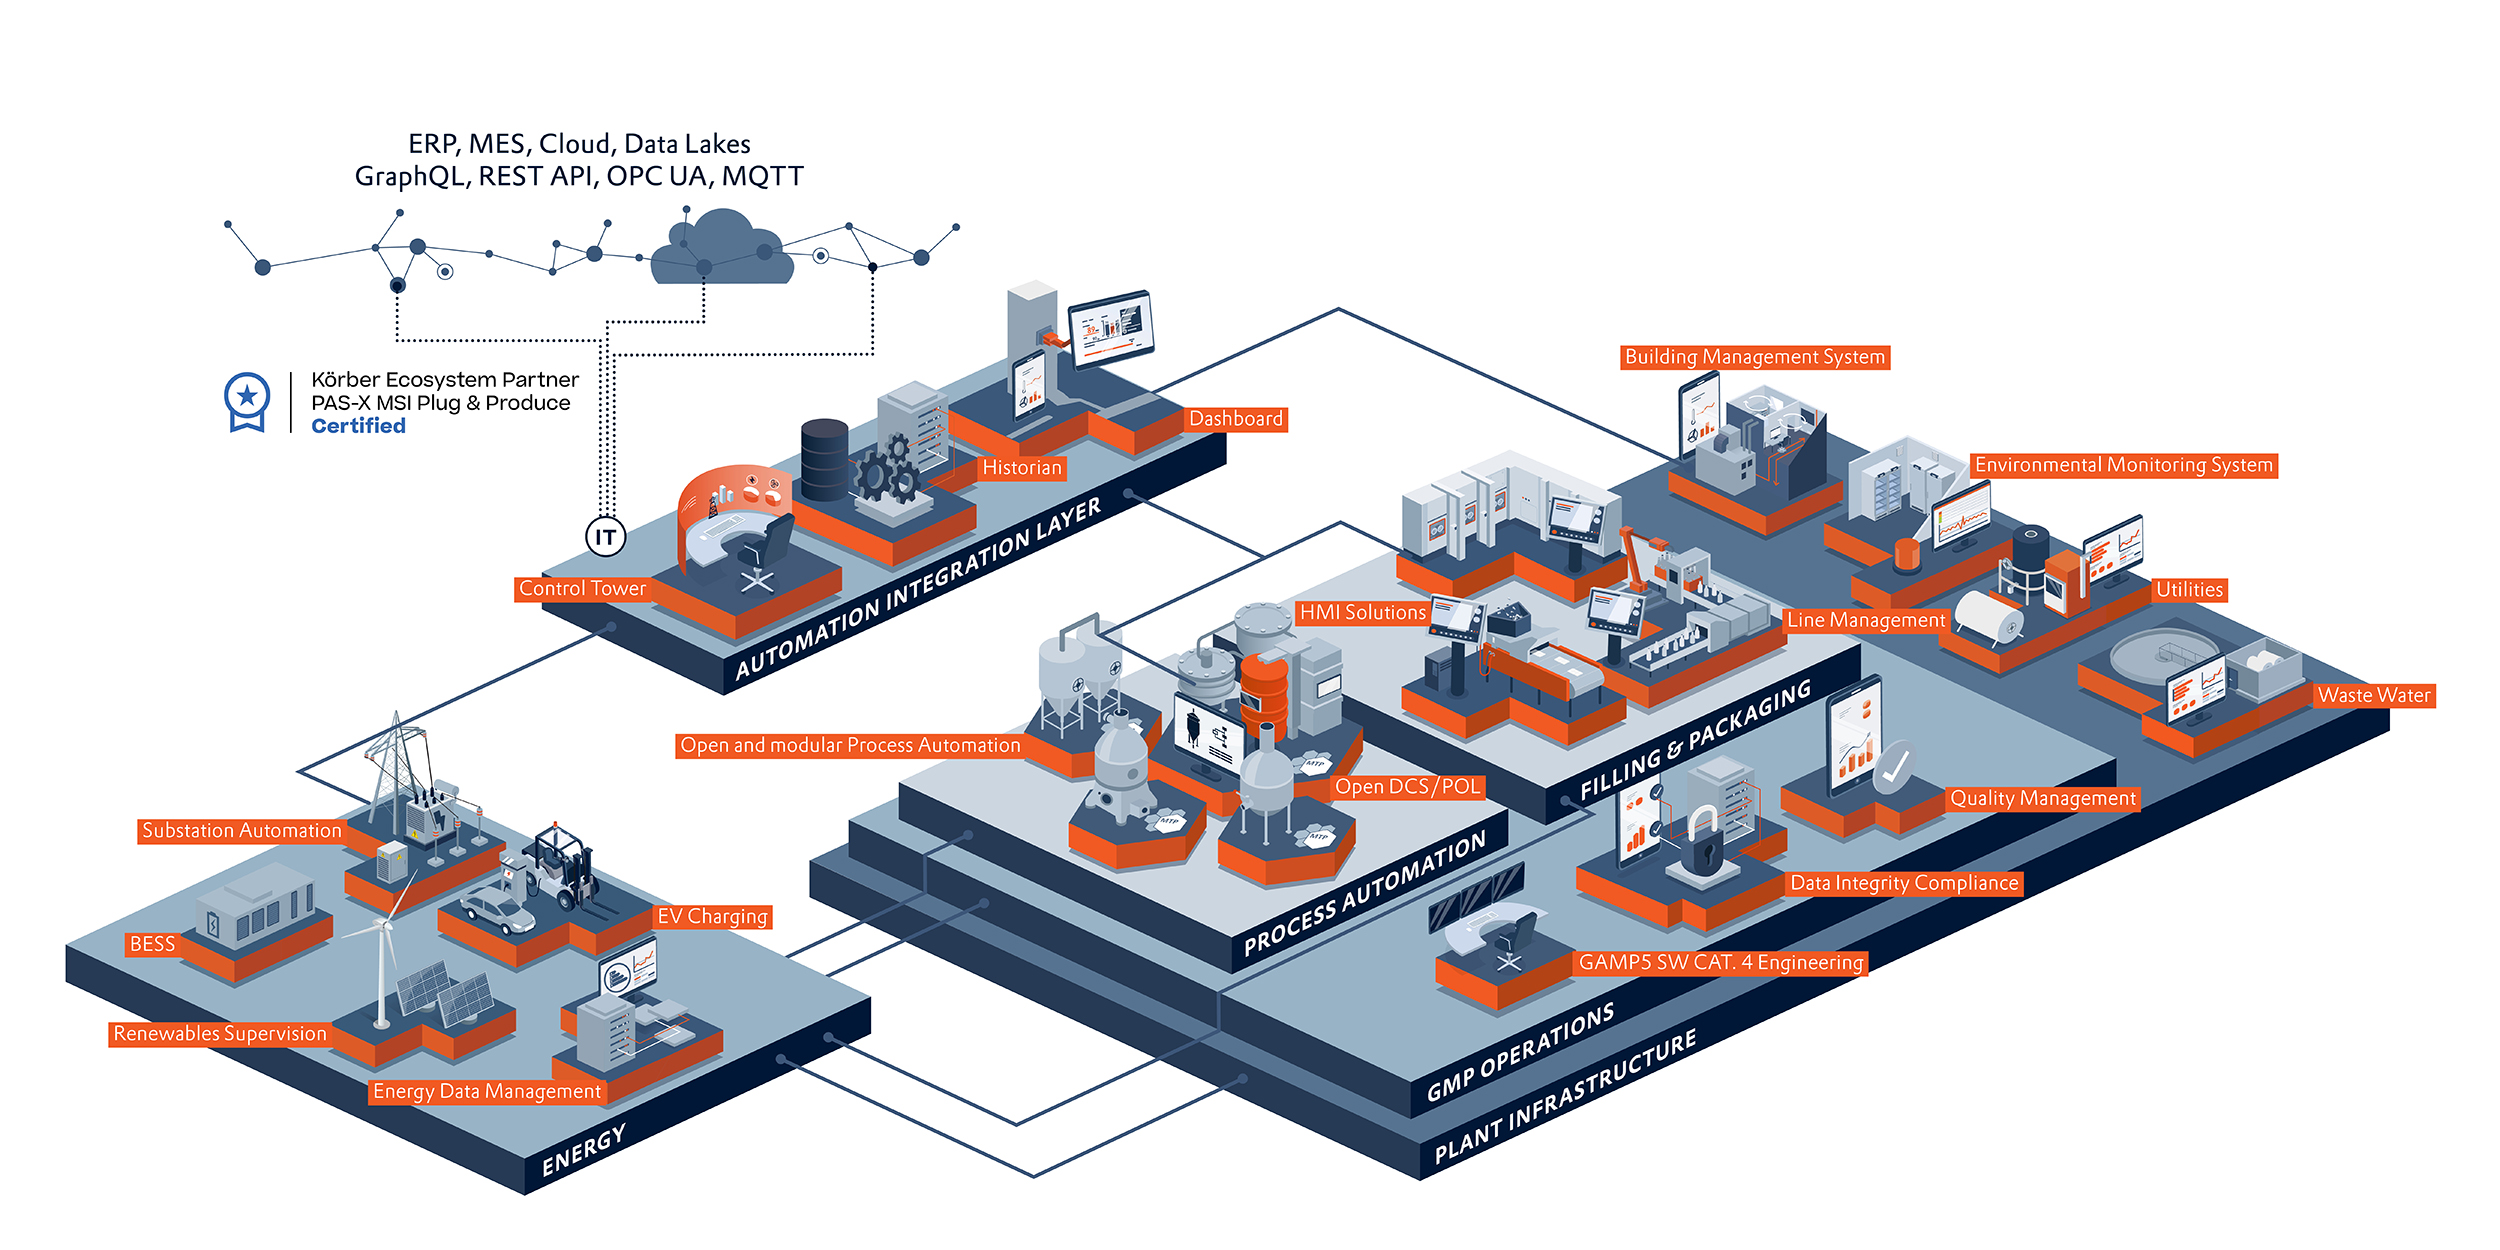 ERP, MES, Cloud, Data Lakes
GraphQL, REST API, OPC UA, MQTT
Körber Ecosystem Partner
PAS-X MSI Plug & Produce
Certified
IT
Dashboard
Historian
Control Tower
AUTOMATION INTEGRATION LAYER
Building Management System
Environmental Monitoring System
Utilities
Waste Water
HMI Solutions
Line Management
FILLING & PACKAGING
Open and modular Process Automation
Open DCS/POL
MTP
MTP
MTP
PROCESS AUTOMATION
Quality Management
Data Integrity Compliance
GAMP5 SW CAT. 4 Engineering
GMP OPERATIONS
PLANT INFRASTRUCTURE
Substation Automation
EV Charging
BESS
Renewables Supervision
Energy Data Management
ENERGY